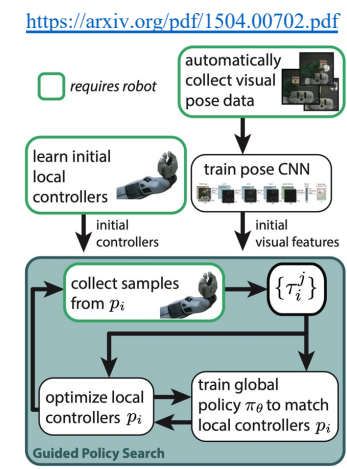 https://arxiv.org/pdf/1504.00702.pdf
requires robot
automatically
collect visual
pose data
learn initial
local
controllers
train pose CNN
initial
controllers
initial
visual features
collect samples
from p_i
{τ_i^j}
optimize local
controllers p_i
train global
policy π_θ to match
local controllers p_i
Guided Policy Search